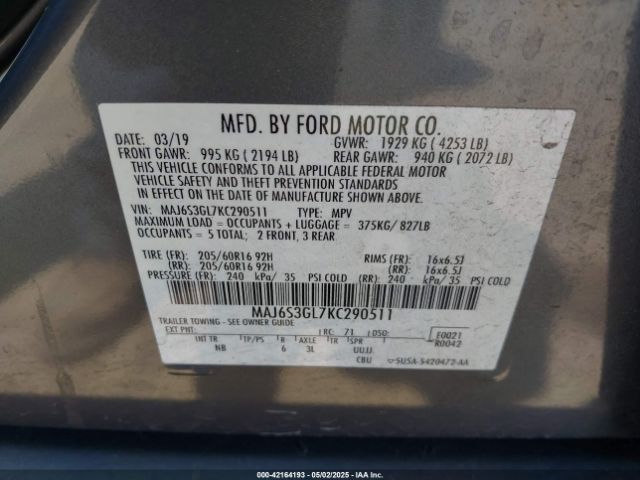 MFD. BY FORD MOTOR CO.
DATE: 03/19 GVWR: 1929 KG ( 4253 LB)
FRONT GAWR: 995 KG ( 2194 LB) REAR GAWR: 940 KG ( 2072 LB)
THIS VEHICLE CONFORMS TO ALL APPLICABLE FEDERAL MOTOR
VEHICLE SAFETY AND THEFT PREVENTION STANDARDS
IN EFFECT ON THE DATE OF MANUFACTURE SHOWN ABOVE.
VIN: MAJ6S3GL7KC290511 TYPE: MPV
MAXIMUM LOAD = OCCUPANTS + LUGGAGE = 375KG/ 827LB
OCCUPANTS = 5 TOTAL; 2 FRONT, 3 REAR
TIRE (FR): 205/60R16 92H RIMS (FR): 16x6.5J
(RR): 205/60R16 92H (RR): 16x6.5J
PRESSURE (FR): 240 kPa/ 35 PSI COLD (RR): 240 kPa/ 35 PSI COLD
MAJ6S3GL7KC290511
TRAILER TOWING - SEE OWNER GUIDE
EXT PNT: RC: 71 DSO: F0021
R0042
INT TR TP/PS R AXLE TR SPR
NB 6 3L UUJJ
CBU SU5A-5420472-AA
000-42164193 - 05/02/2025 - IAAI.COM